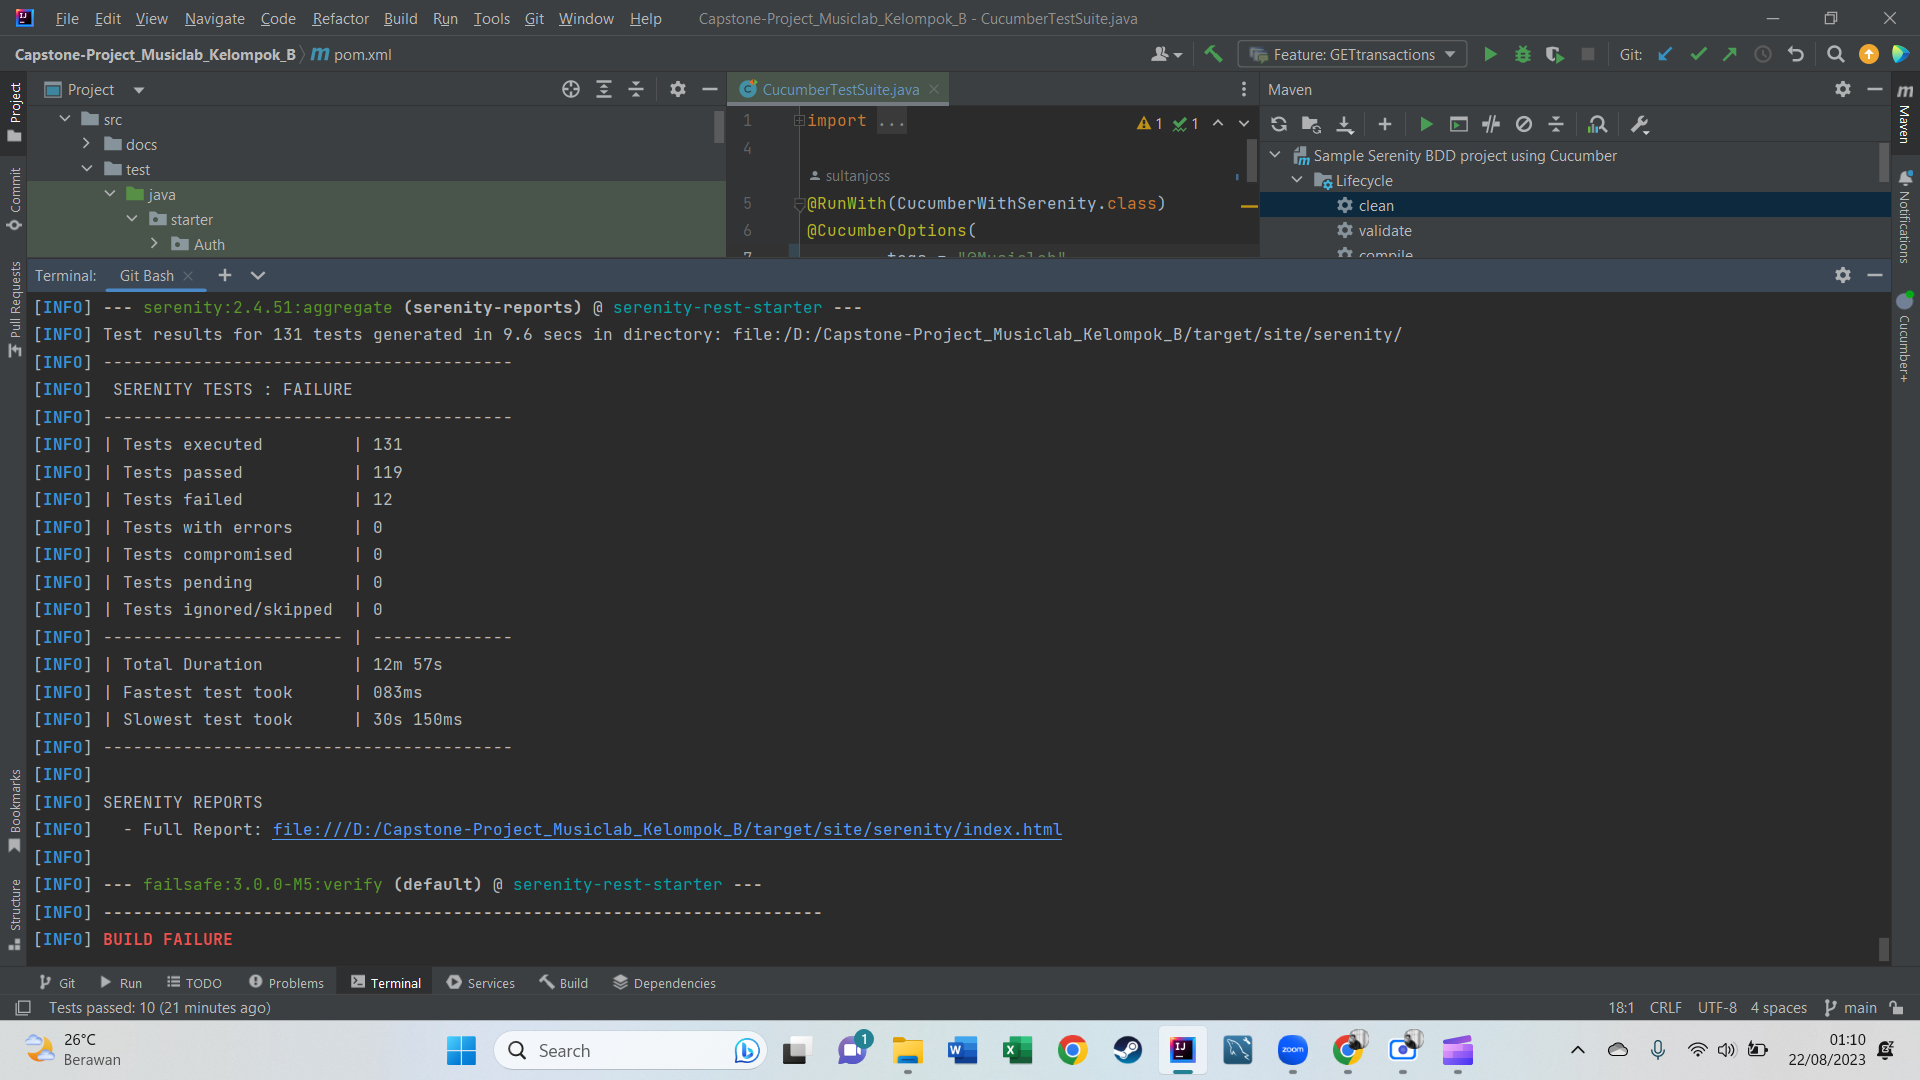 File Edit View Navigate Code Refactor Build Run Tools Git Window Help Capstone-Project_Musiclab_Kelompok_B - CucumberTestSuite.java
Capstone-Project_Musiclab_Kelompok_B pom.xml Feature: GETtransactions Git:
Project
CucumberTestSuite.java
Maven
src
docs
test
java
starter
Auth
1 import ...
1 1
4
sultanjoss
5 @RunWith(CucumberWithSerenity.class)
6 @CucumberOptions(
7 tags = "@Musiclab"
Sample Serenity BDD project using Cucumber
Lifecycle
clean
validate
compile
Project
Commit
Pull Requests
Bookmarks
Structure
Maven
Notifications
Cucumber+
Terminal: Git Bash
[INFO] --- serenity:2.4.51:aggregate (serenity-reports) @ serenity-rest-starter ---
[INFO] Test results for 131 tests generated in 9.6 secs in directory: file:/D:/Capstone-Project_Musiclab_Kelompok_B/target/site/serenity/
[INFO] -----------------------------------------
[INFO]  SERENITY TESTS : FAILURE
[INFO] -----------------------------------------
[INFO] | Tests executed         | 131
[INFO] | Tests passed           | 119
[INFO] | Tests failed           | 12
[INFO] | Tests with errors      | 0
[INFO] | Tests compromised      | 0
[INFO] | Tests pending          | 0
[INFO] | Tests ignored/skipped  | 0
[INFO] ------------------------ | --------------
[INFO] | Total Duration         | 12m 57s
[INFO] | Fastest test took      | 083ms
[INFO] | Slowest test took      | 30s 150ms
[INFO] -----------------------------------------
[INFO]
[INFO] SERENITY REPORTS
[INFO]   - Full Report: file:///D:/Capstone-Project_Musiclab_Kelompok_B/target/site/serenity/index.html
[INFO]
[INFO] --- failsafe:3.0.0-M5:verify (default) @ serenity-rest-starter ---
[INFO] ------------------------------------------------------------------------
[INFO] BUILD FAILURE
Git Run TODO Problems Terminal Services Build Dependencies
Tests passed: 10 (21 minutes ago) 18:1 CRLF UTF-8 4 spaces main
26°C
Berawan
Search
1
zoom
01:10
22/08/2023